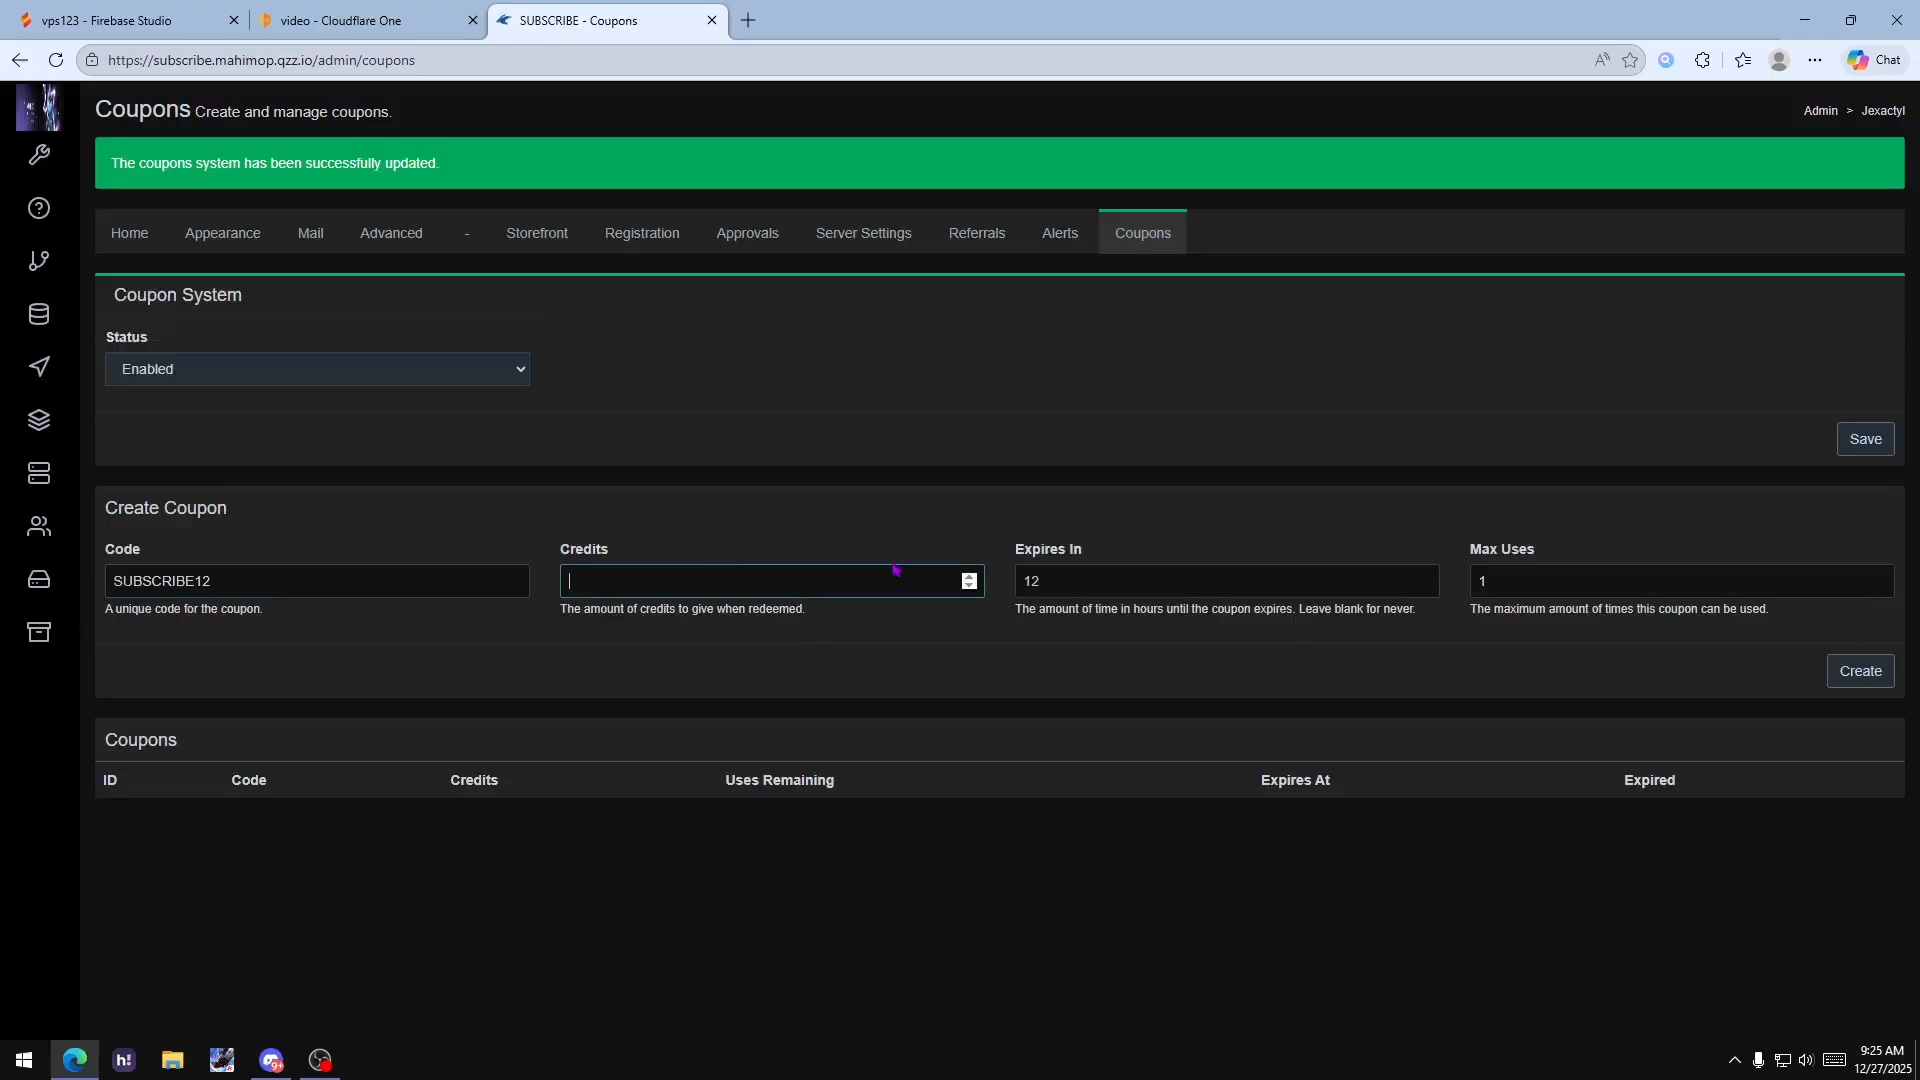 vps123 - Firebase Studio
video - Cloudflare One
SUBSCRIBE - Coupons
https://subscribe.mahimop.qzz.io/admin/coupons
Chat
Coupons Create and manage coupons.
Admin > Jexactyl
The coupons system has been successfully updated.
Home Appearance Mail Advanced - Storefront Registration Approvals Server Settings Referrals Alerts Coupons
Coupon System
Status
Enabled
Save
Create Coupon
Code Credits Expires In Max Uses
SUBSCRIBE12 12 1
A unique code for the coupon. The amount of credits to give when redeemed. The amount of time in hours until the coupon expires. Leave blank for never. The maximum amount of times this coupon can be used.
Create
Coupons
ID Code Credits Uses Remaining Expires At Expired
h!
9+
9:25 AM
12/27/2025